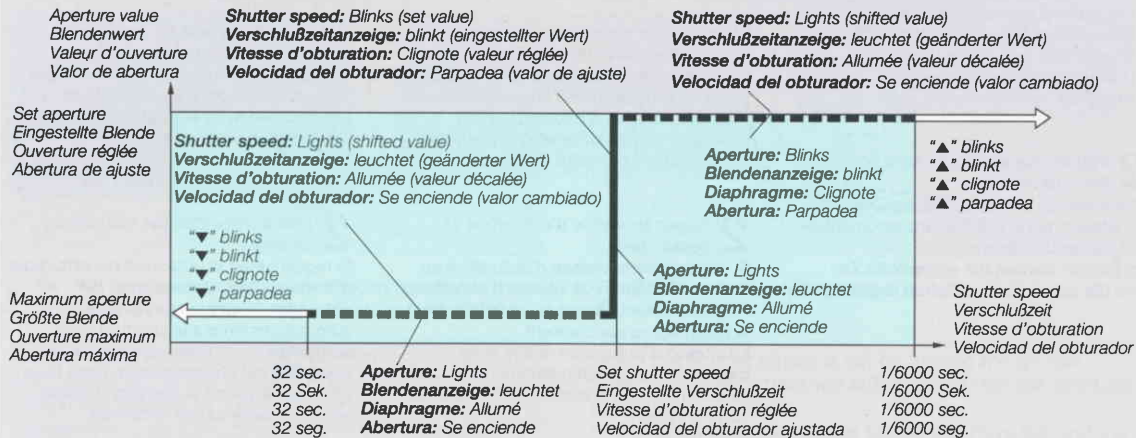 Aperture value
Blendenwert
Valeur d'ouverture
Valor de abertura
Shutter speed: Blinks (set value)
Verschlußzeitanzeige: blinkt (eingestellter Wert)
Vitesse d'obturation: Clignote (valeur réglée)
Velocidad del obturador: Parpadea (valor de ajuste)
Shutter speed: Lights (shifted value)
Verschlußzeitanzeige: leuchtet (geänderter Wert)
Vitesse d'obturation: Allumée (valeur décalée)
Velocidad del obturador: Se enciende (valor cambiado)
Set aperture
Eingestellte Blende
Ouverture réglée
Abertura de ajuste
Shutter speed: Lights (shifted value)
Verschlußzeitanzeige: leuchtet (geänderter Wert)
Vitesse d'obturation: Allumée (valeur décalée)
Velocidad del obturador: Se enciende (valor cambiado)
Aperture: Blinks
Blendenanzeige: blinkt
Diaphragme: Clignote
Abertura: Parpadea
"▲" blinks
"▲" blinkt
"▲" clignote
"▲" parpadea
"▼" blinks
"▼" blinkt
"▼" clignote
"▼" parpadea
Aperture: Lights
Blendenanzeige: leuchtet
Diaphragme: Allumé
Abertura: Se enciende
Maximum aperture
Größte Blende
Ouverture maximum
Abertura máxima
Shutter speed
Verschlußzeit
Vitesse d'obturation
Velocidad del obturador
32 sec.
32 Sek.
32 sec.
32 seg.
Aperture: Lights
Blendenanzeige: leuchtet
Diaphragme: Allumé
Abertura: Se enciende
Set shutter speed
Eingestellte Verschlußzeit
Vitesse d'obturation réglée
Velocidad del obturador ajustada
1/6000 sec.
1/6000 Sek.
1/6000 sec.
1/6000 seg.